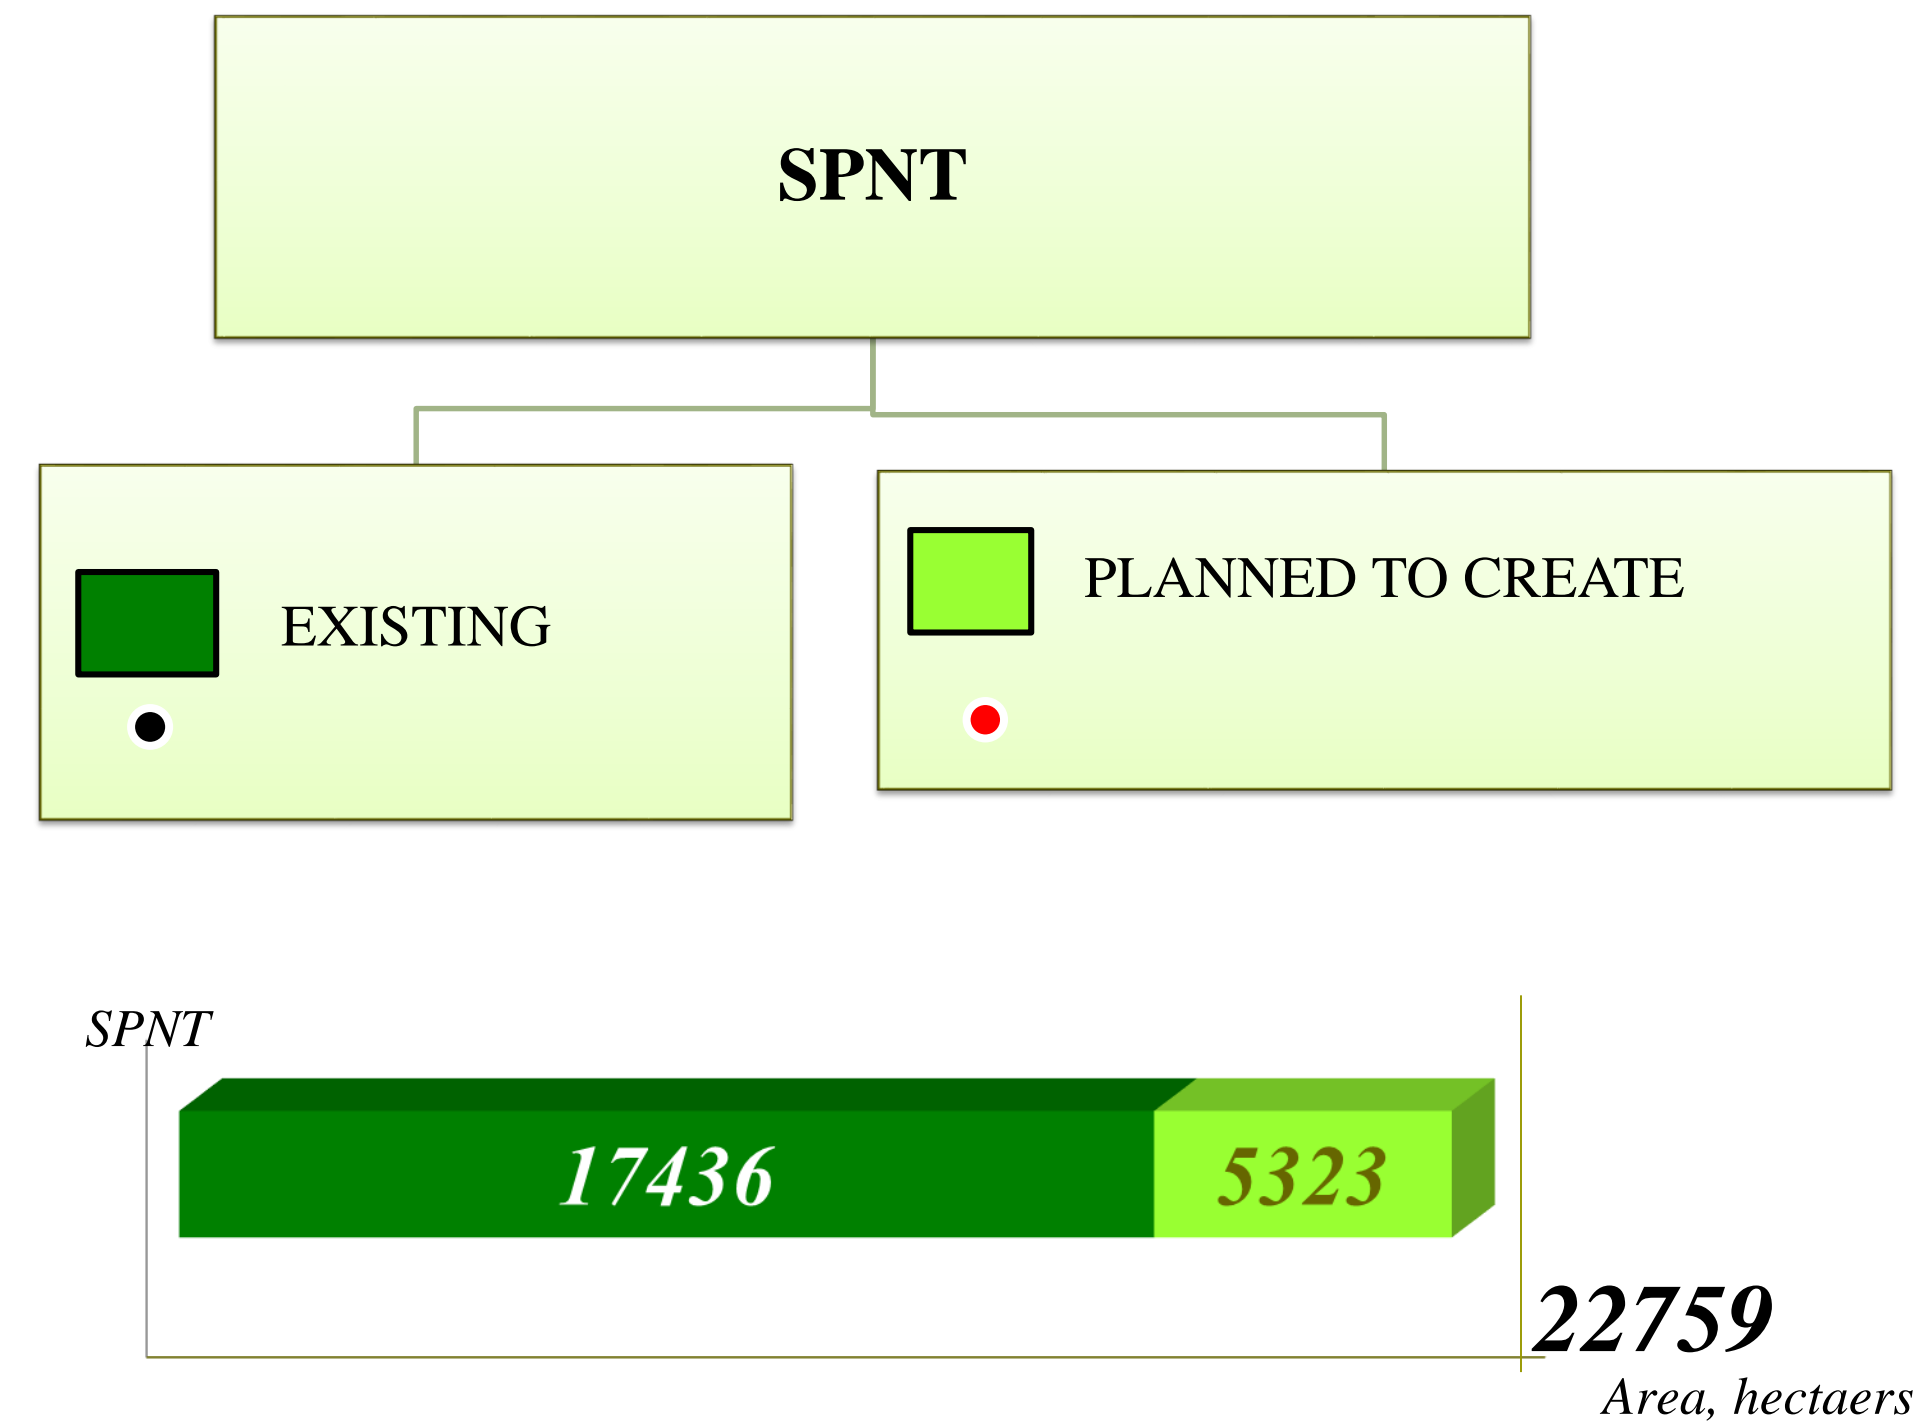 SPNT
EXISTING
PLANNED TO CREATE
SPNT
17436
5323
22759
Area, hectaers